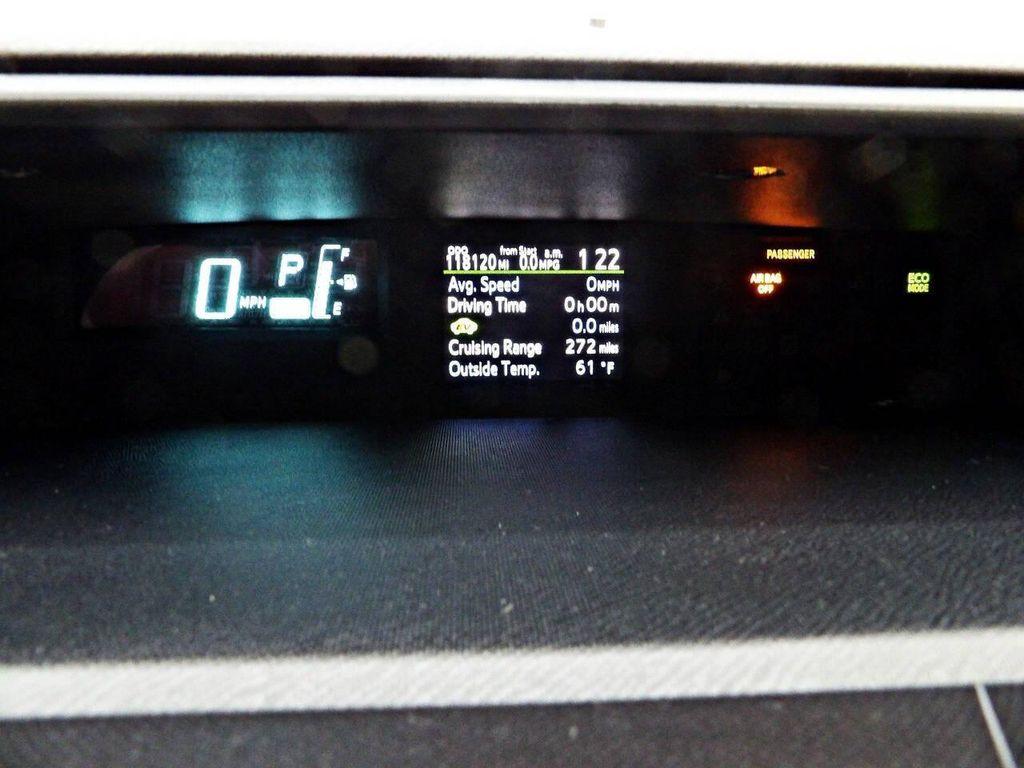 0 MPH
P
F
E
ODO from Start a.m.
118120 MI 0.0 MPG 1 22
Avg. Speed 0 MPH
Driving Time 0 h 00 m
0.0 miles
Cruising Range 272 miles
Outside Temp. 61 °F
PASSENGER
AIR BAG
OFF
ECO
MODE